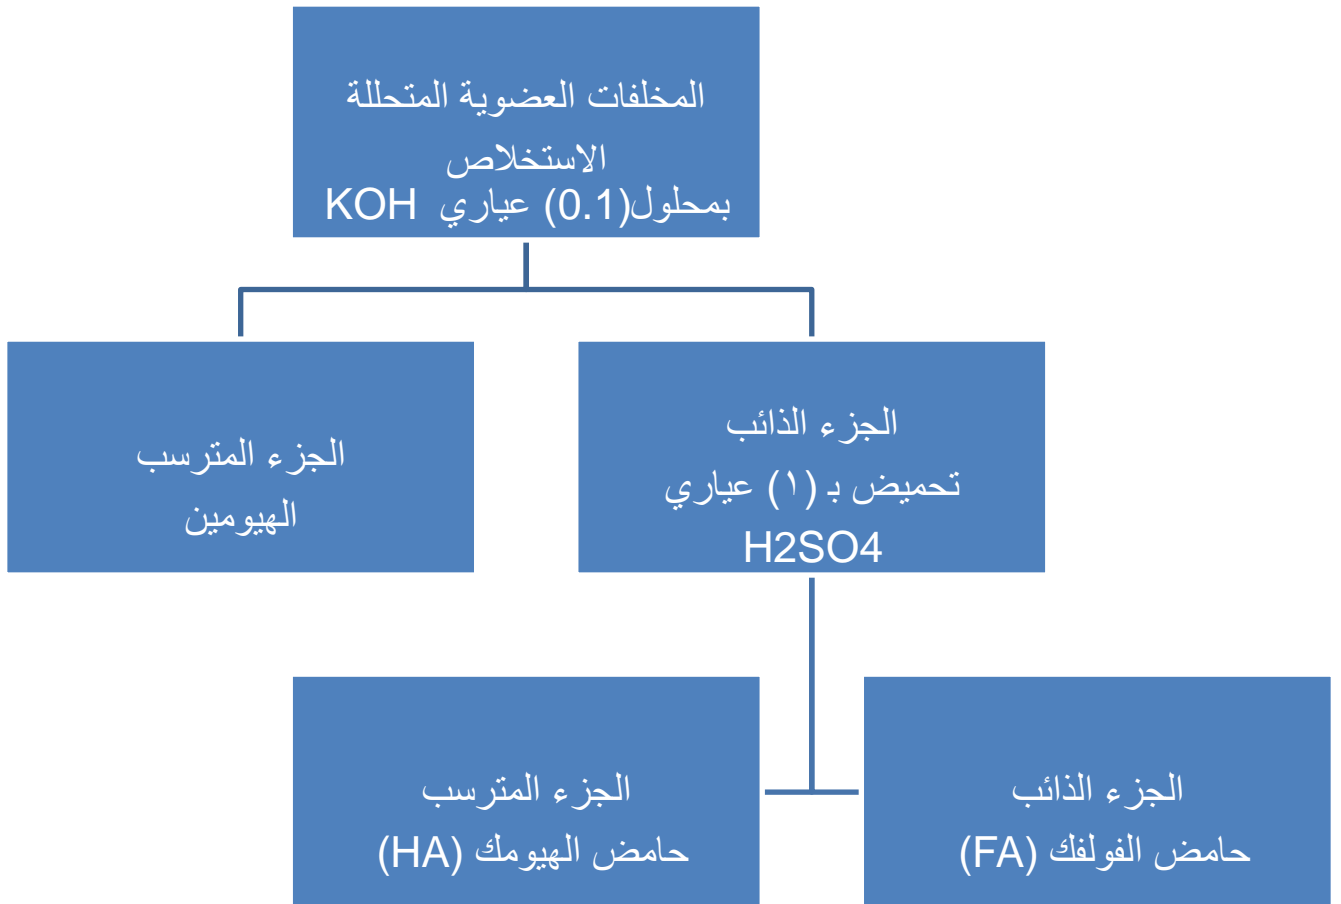 المخلفات العضوية المتحللة
الاستخلاص
بمحلول(0.1) عياري KOH
الجزء الذائب
تحميض بـ (١) عياري
H2SO4
الجزء المترسب
الهيومين
الجزء الذائب
حامض الفولفك (FA)
الجزء المترسب
حامض الهيومك (HA)